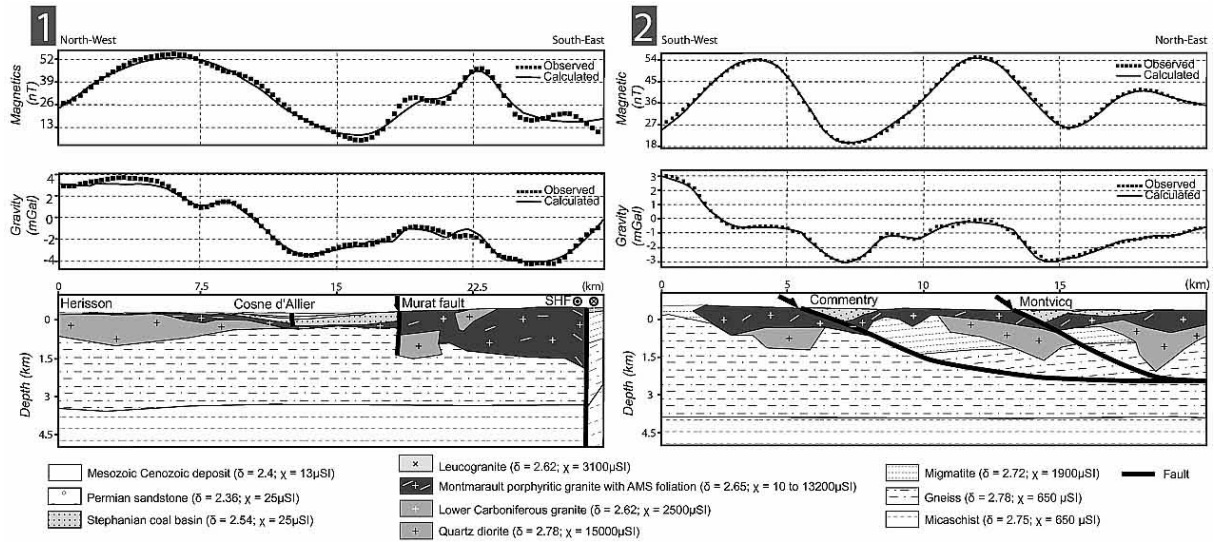 1
North-West
South-East
52
39
26
13
Magnetics
(nT)
Observed
Calculated
4
2
0
-2
-4
Gravity
(mGal)
Observed
Calculated
0
7.5
15
22.5
(km)
Herisson
Cosne d'Allier
Murat fault
SHF
0
1.5
3
4.5
Depth (km)
2
South-West
North-East
54
45
36
27
18
Magnetic
(nT)
Observed
Calculated
3
2
1
0
-1
-2
-3
Gravity
(mGal)
Observed
Calculated
0
5
10
15
(km)
Commentry
Montvicq
0
1.5
3
4.5
Depth (km)
Mesozoic Cenozoic deposit (δ = 2.4; χ = 13µSI)
Permian sandstone (δ = 2.36; χ = 25µSI)
Stephanian coal basin (δ = 2.54; χ = 25µSI)
Leucogranite (δ = 2.62; χ = 3100µSI)
Montmarault porphyritic granite with AMS foliation (δ = 2.65; χ = 10 to 13200µSI)
Lower Carboniferous granite (δ = 2.62; χ = 2500µSI)
Quartz diorite (δ = 2.78; χ = 15000µSI)
Migmatite (δ = 2.72; χ = 1900µSI)
Gneiss (δ = 2.78; χ = 650 µSI)
Micaschist (δ = 2.75; χ = 650 µSI)
Fault